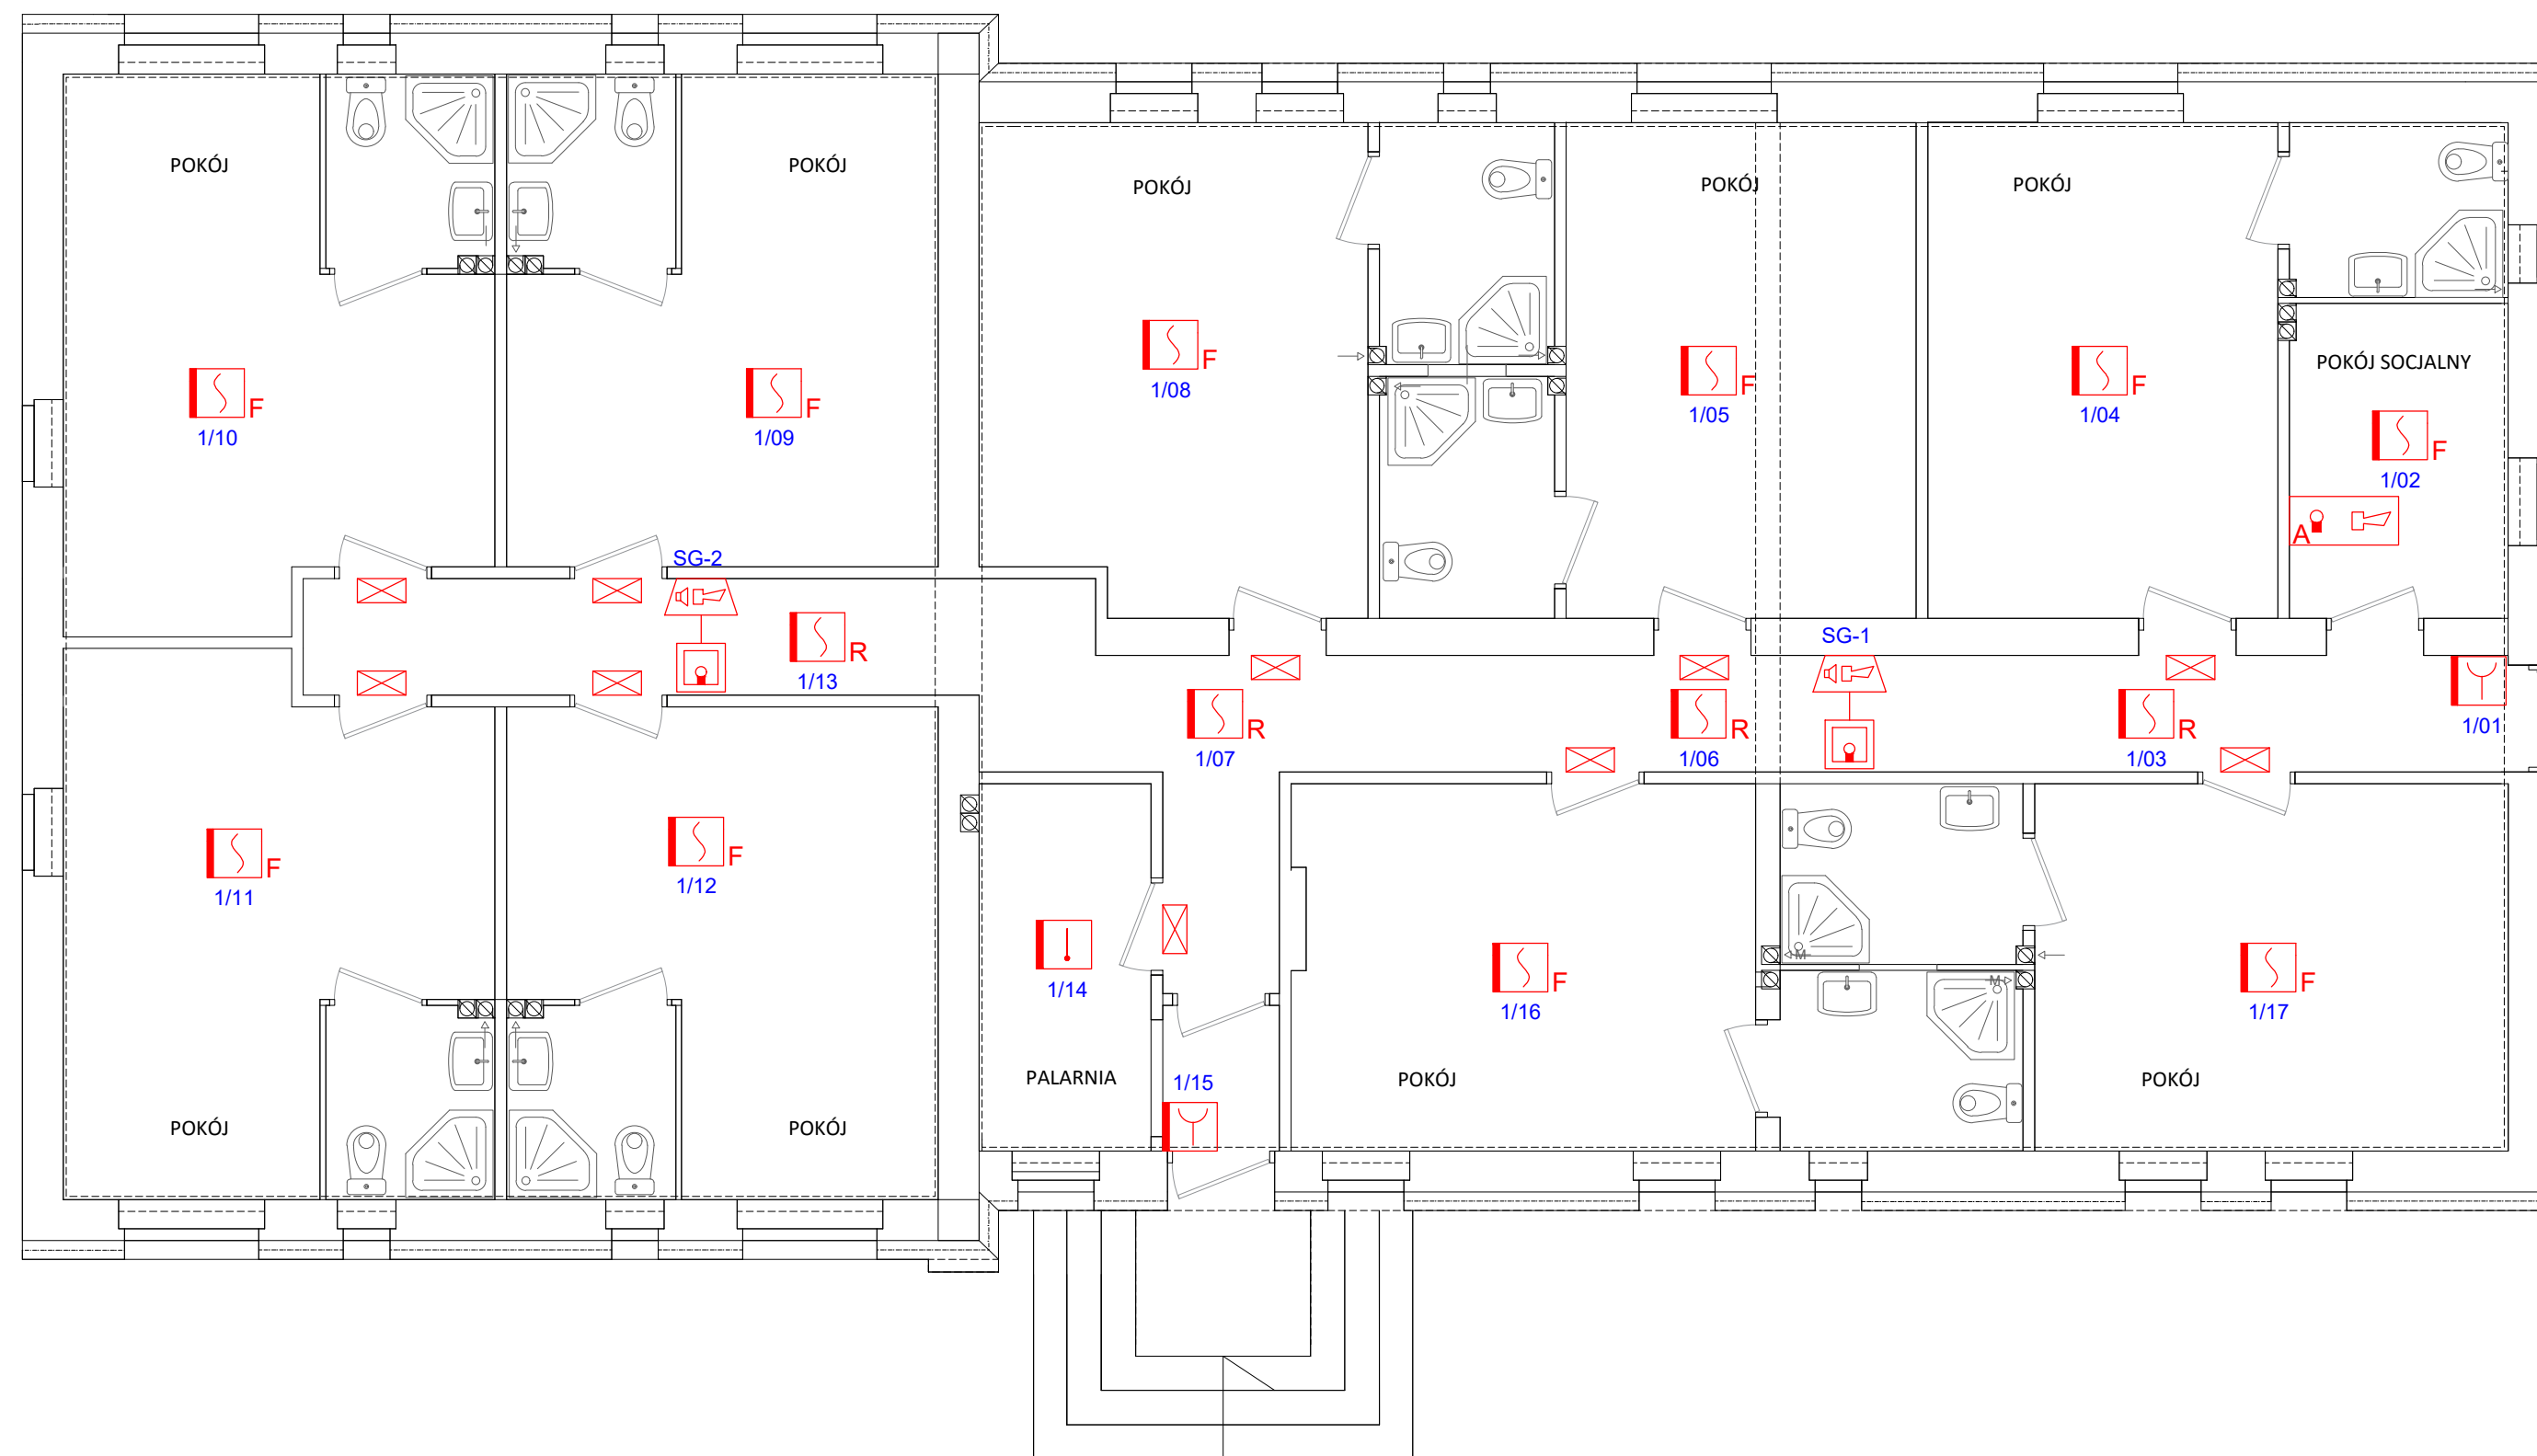 POKÓJ
POKÓJ
POKÓJ
POKÓJ
POKÓJ
F
1/10
F
1/09
F
1/08
F
1/05
F
1/04
POKÓJ SOCJALNY
F
1/02
A
SG-2
R
1/13
SG-1
R
1/07
R
1/06
R
1/03
1/01
F
1/11
F
1/12
1/14
F
1/16
F
1/17
M
M
PALARNIA
1/15
POKÓJ
POKÓJ
POKÓJ
POKÓJ